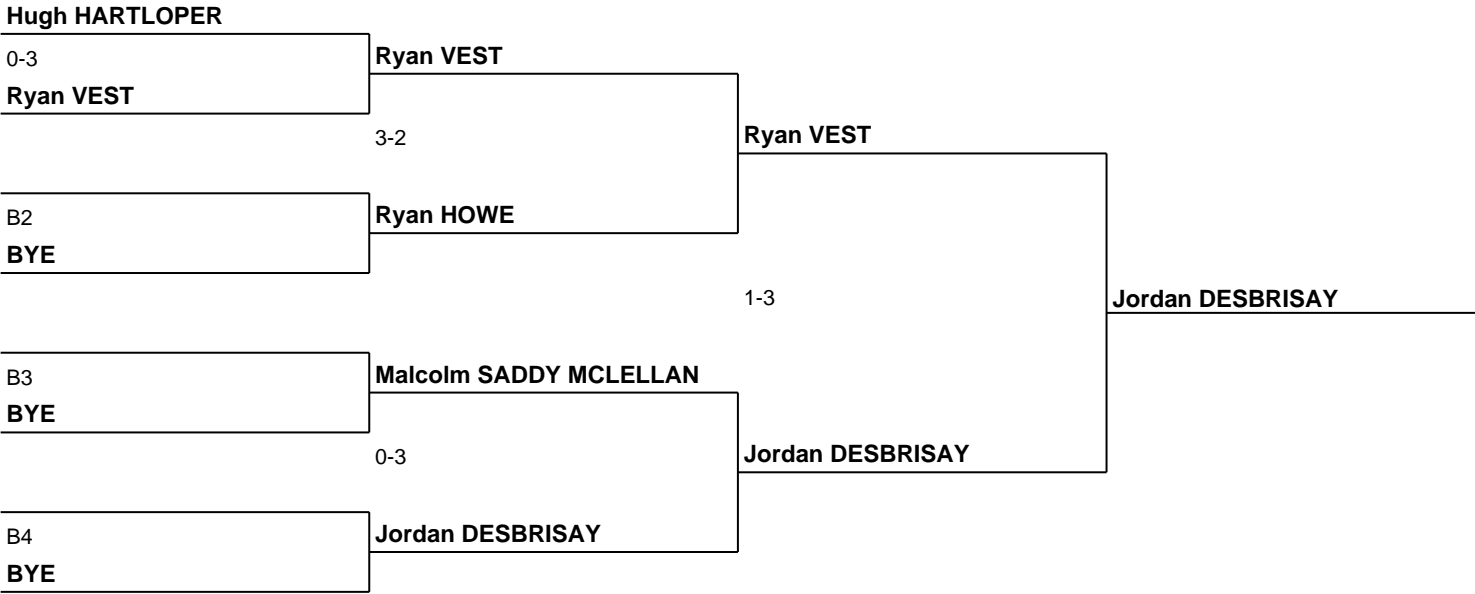 Hugh HARTLOPER
0-3
Ryan VEST
Ryan VEST
3-2
Ryan VEST
B2
BYE
Ryan HOWE
1-3
Jordan DESBRISAY
B3
BYE
Malcolm SADDY MCLELLAN
0-3
Jordan DESBRISAY
B4
BYE
Jordan DESBRISAY